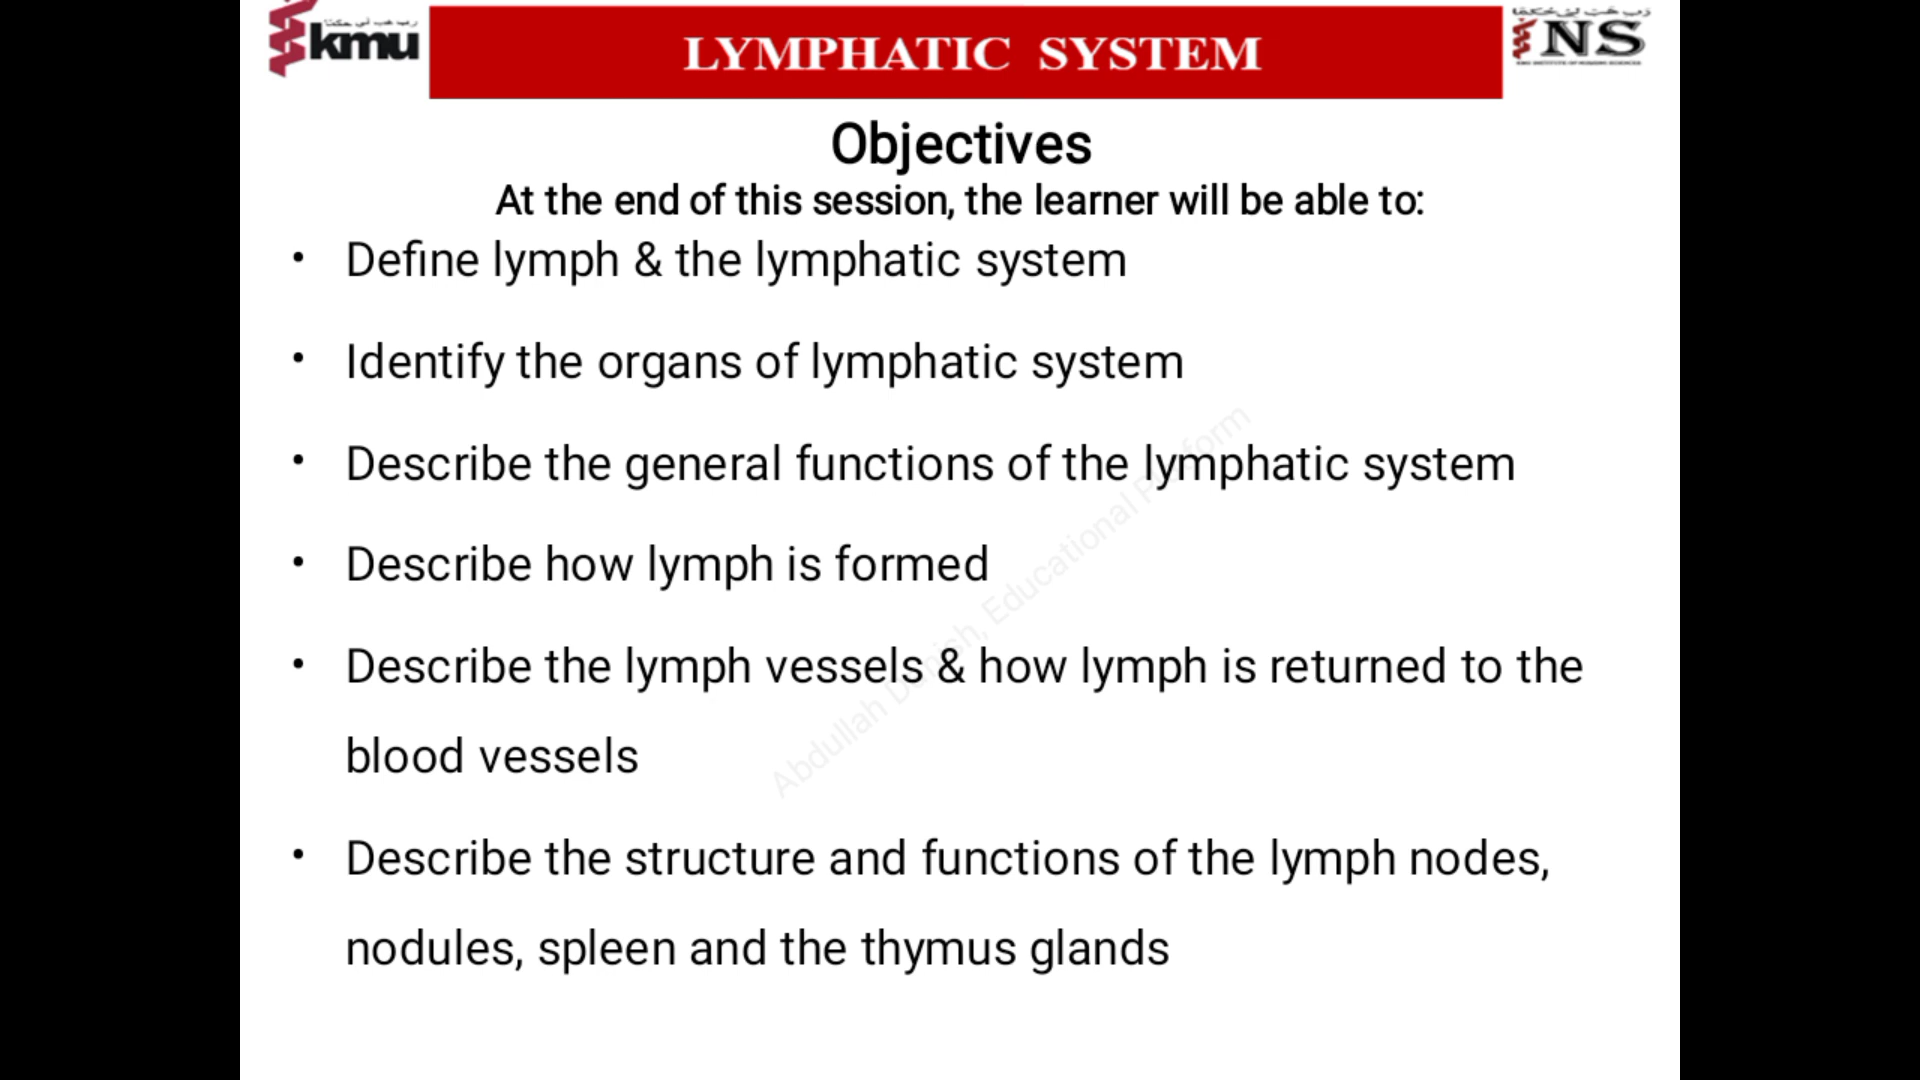 kmu
LYMPHATIC SYSTEM
INS
Objectives
At the end of this session, the learner will be able to:
• Define lymph & the lymphatic system
• Identify the organs of lymphatic system
• Describe the general functions of the lymphatic system
• Describe how lymph is formed
• Describe the lymph vessels & how lymph is returned to the
blood vessels
• Describe the structure and functions of the lymph nodes,
nodules, spleen and the thymus glands
Abdullah Danish, Educational Platform